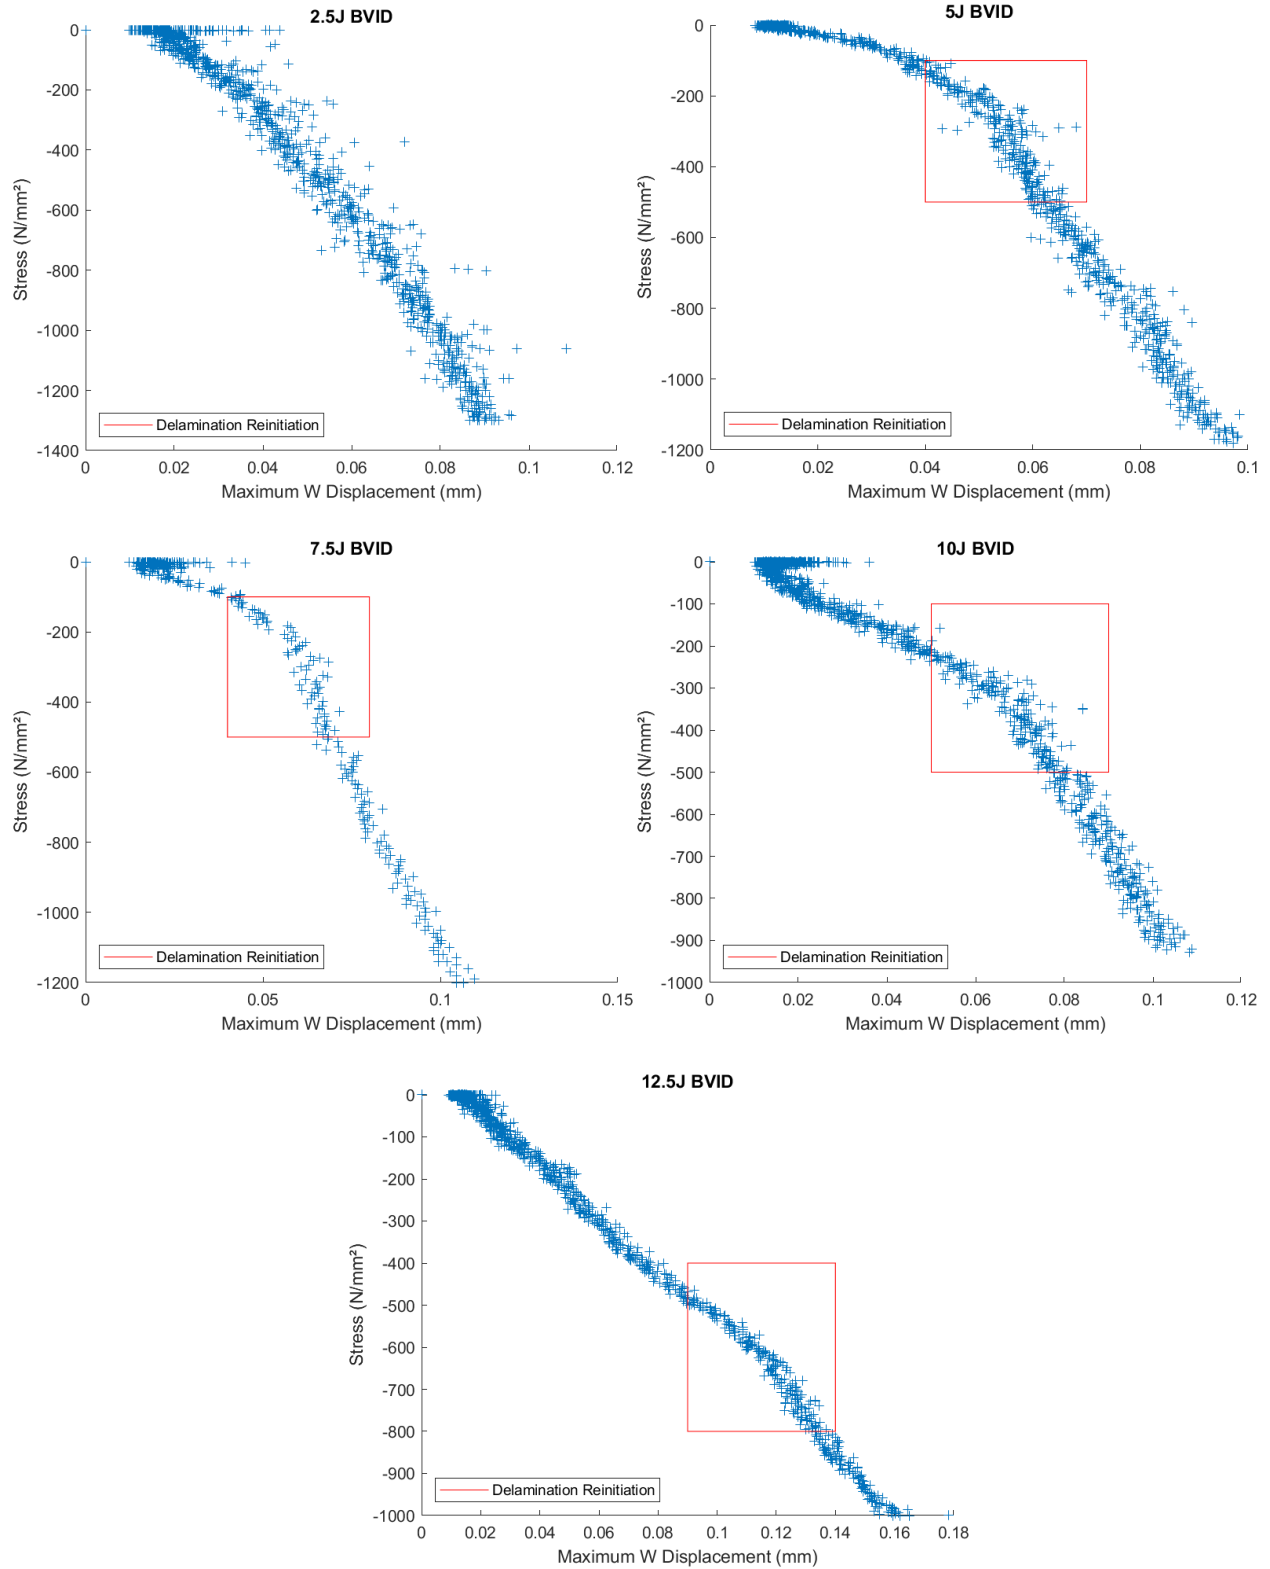 2.5J BVID
0
-200
-400
-600
-800
-1000
-1200
-1400
Stress (N/mm²)
Delamination Reinitiation
0 0.02 0.04 0.06 0.08 0.1 0.12
Maximum W Displacement (mm)
5J BVID
0
-200
-400
-600
-800
-1000
-1200
Stress (N/mm²)
Delamination Reinitiation
0 0.02 0.04 0.06 0.08 0.1
Maximum W Displacement (mm)
7.5J BVID
0
-200
-400
-600
-800
-1000
-1200
Stress (N/mm²)
Delamination Reinitiation
0 0.05 0.1 0.15
Maximum W Displacement (mm)
10J BVID
0
-100
-200
-300
-400
-500
-600
-700
-800
-900
-1000
Stress (N/mm²)
Delamination Reinitiation
0 0.02 0.04 0.06 0.08 0.1 0.12
Maximum W Displacement (mm)
12.5J BVID
0
-100
-200
-300
-400
-500
-600
-700
-800
-900
-1000
Stress (N/mm²)
Delamination Reinitiation
0 0.02 0.04 0.06 0.08 0.1 0.12 0.14 0.16 0.18
Maximum W Displacement (mm)